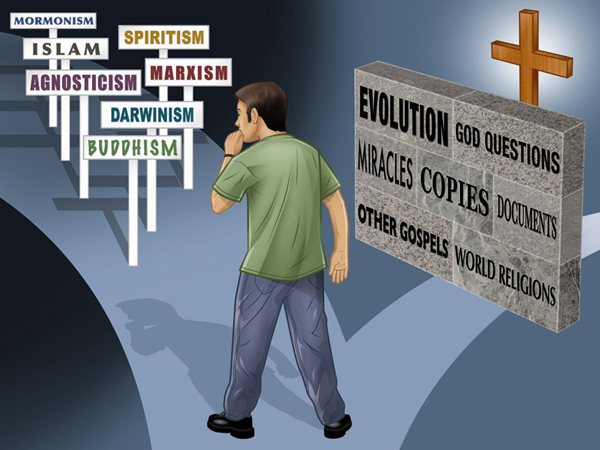 MORMONISM
ISLAM
SPIRITISM
AGNOSTICISM
MARXISM
DARWINISM
BUDDHISM
EVOLUTION
GOD QUESTIONS
MIRACLES
COPIES
DOCUMENTS
OTHER GOSPELS
WORLD RELIGIONS